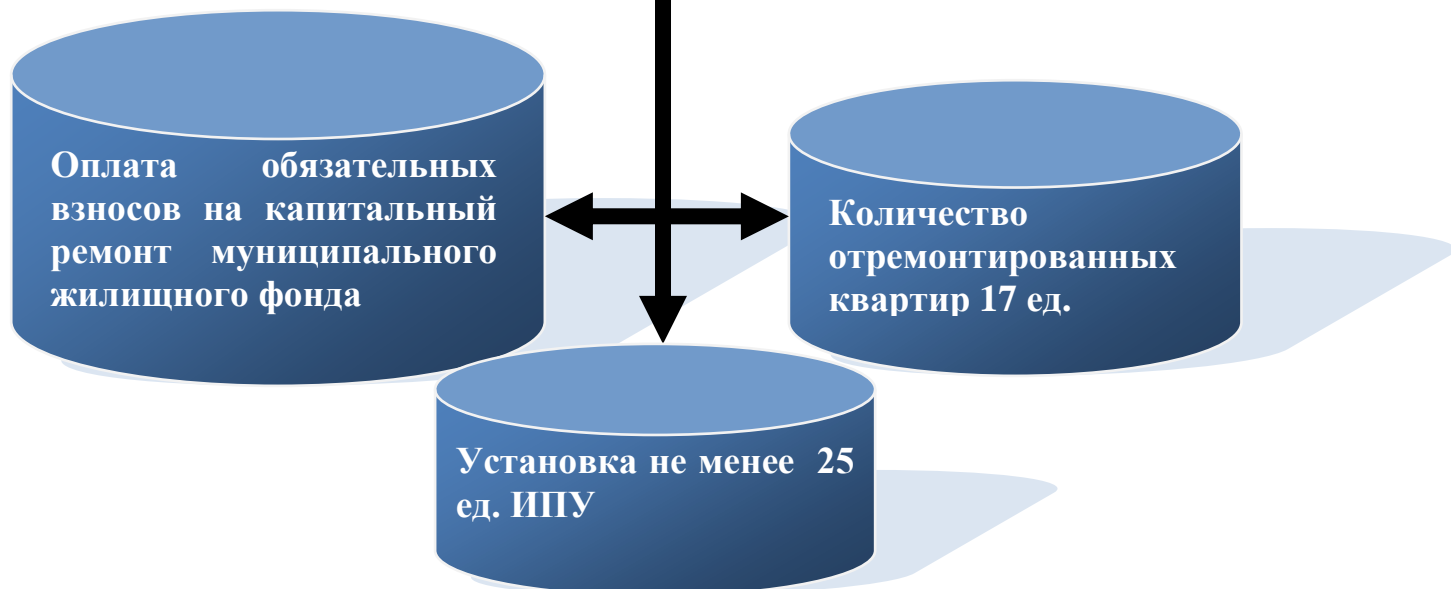 Оплата обязательных
взносов на капитальный
ремонт муниципального
жилищного фонда
Количество
отремонтированных
квартир 17 ед.
Установка не менее 25
ед. ИПУ